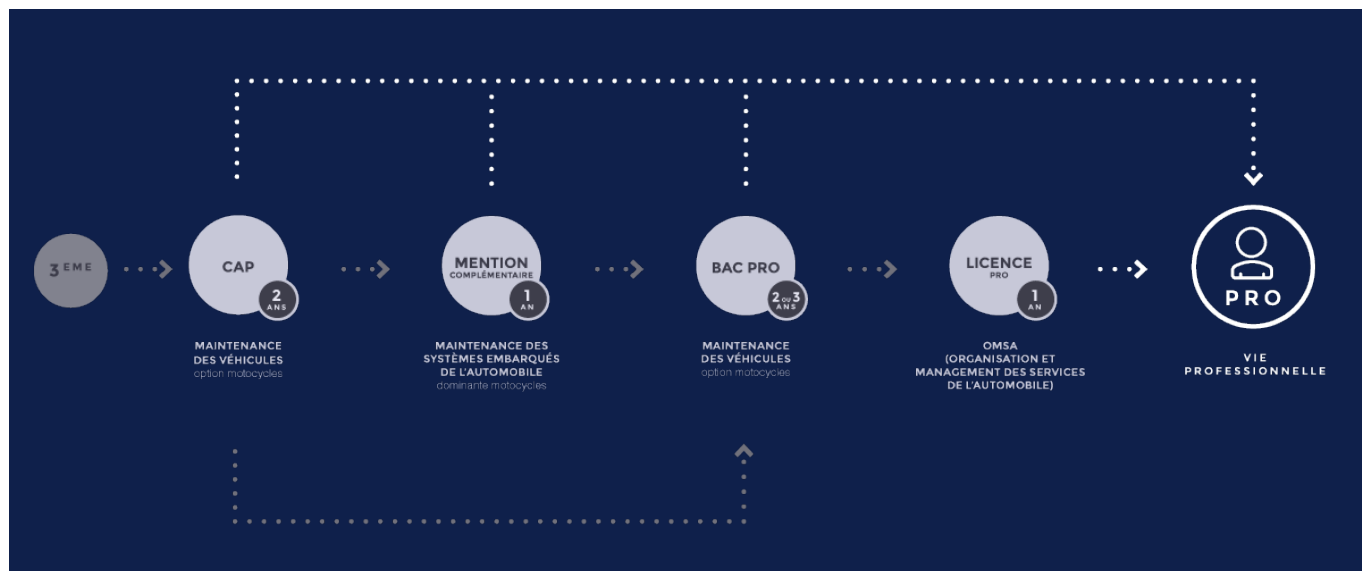 3 EME
CAP
2
ANS
MAINTENANCE
DES VÉHICULES
option motocycles
MENTION
COMPLÉMENTAIRE
1
AN
MAINTENANCE DES
SYSTÈMES EMBARQUÉS
DE L'AUTOMOBILE
dominante motocycles
BAC PRO
2 OU 3
ANS
MAINTENANCE
DES VÉHICULES
option motocycles
LICENCE
PRO
1
AN
OMSA
(ORGANISATION ET
MANAGEMENT DES SERVICES
DE L'AUTOMOBILE)
PRO
VIE
PROFESSIONNELLE